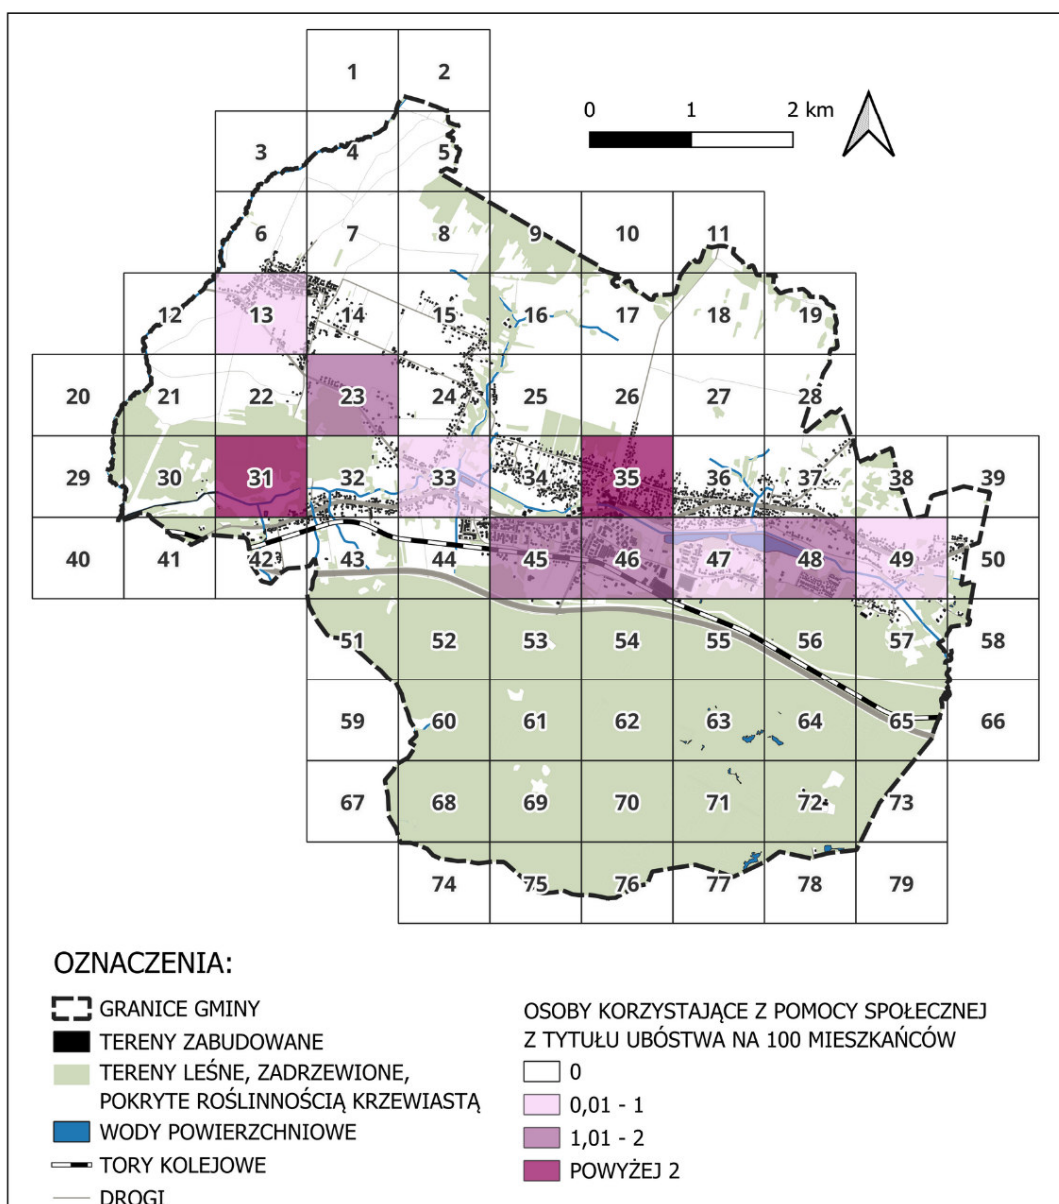 1 2
0 1 2 km
3 4 5
6 7 8 9 10 11
12 13 14 15 16 17 18 19
20 21 22 23 24 25 26 27 28
29 30 31 32 33 34 35 36 37 38 39
40 41 42 43 44 45 46 47 48 49 50
51 52 53 54 55 56 57 58
59 60 61 62 63 64 65 66
67 68 69 70 71 72 73
74 75 76 77 78 79
OZNACZENIA:
GRANICE GMINY
TERENY ZABUDOWANE
TERENY LEŚNE, ZADRZEWIONE,
POKRYTE ROŚLINNOŚCIĄ KRZEWIASTĄ
WODY POWIERZCHNIOWE
TORY KOLEJOWE
DROGI
OSOBY KORZYSTAJĄCE Z POMOCY SPOŁECZNEJ
Z TYTUŁU UBÓSTWA NA 100 MIESZKAŃCÓW
0
0,01 - 1
1,01 - 2
POWYŻEJ 2